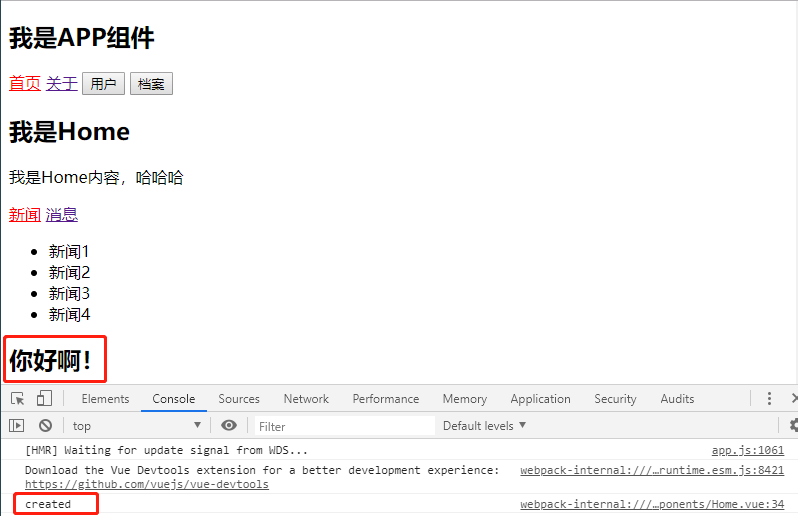 我是APP组件
首页 关于 用户 档案
我是Home
我是Home内容，哈哈哈
新闻 消息
新闻1
新闻2
新闻3
新闻4
你好啊！
Elements Console Sources Network Performance Memory Application Security Audits
top Filter Default levels
[HMR] Waiting for update signal from WDS... app.js:1061
Download the Vue Devtools extension for a better development experience: webpack-internal:///…runtime.esm.js:8421
https://github.com/vuejs/vue-devtools
created webpack-internal:///…ponents/Home.vue:34